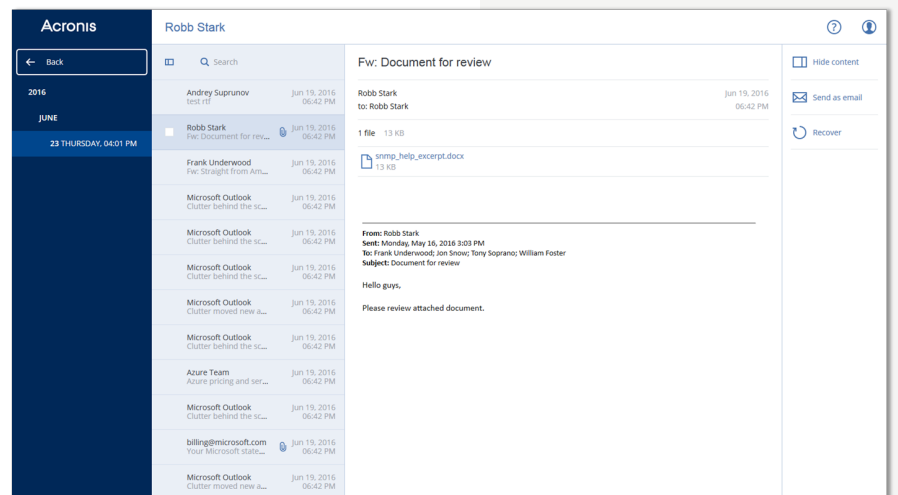 Acronis
Robb Stark
Back
2016
JUNE
23 THURSDAY, 04:01 PM
Search
Andrey Suprunov Jun 19, 2016
test rtf 06:42 PM
Robb Stark Jun 19, 2016
Fw: Document for rev... 06:42 PM
Frank Underwood Jun 19, 2016
Fw: Straight from Am... 06:42 PM
Microsoft Outlook Jun 19, 2016
Clutter behind the sc... 06:42 PM
Microsoft Outlook Jun 19, 2016
Clutter behind the sc... 06:42 PM
Microsoft Outlook Jun 19, 2016
Clutter behind the sc... 06:42 PM
Microsoft Outlook Jun 19, 2016
Clutter moved new a... 06:42 PM
Microsoft Outlook Jun 19, 2016
Clutter behind the sc... 06:42 PM
Azure Team Jun 19, 2016
Azure pricing and ser... 06:42 PM
Microsoft Outlook Jun 19, 2016
Clutter behind the sc... 06:42 PM
billing@microsoft.com Jun 19, 2016
Your Microsoft state... 06:42 PM
Microsoft Outlook Jun 19, 2016
Clutter moved new a... 06:42 PM
Fw: Document for review
Robb Stark Jun 19, 2016
to: Robb Stark 06:42 PM
1 file 13 KB
snmp_help_excerpt.docx
13 KB
From: Robb Stark
Sent: Monday, May 16, 2016 3:03 PM
To: Frank Underwood; Jon Snow; Tony Soprano; William Foster
Subject: Document for review
Hello guys,
Please review attached document.
Hide content
Send as email
Recover